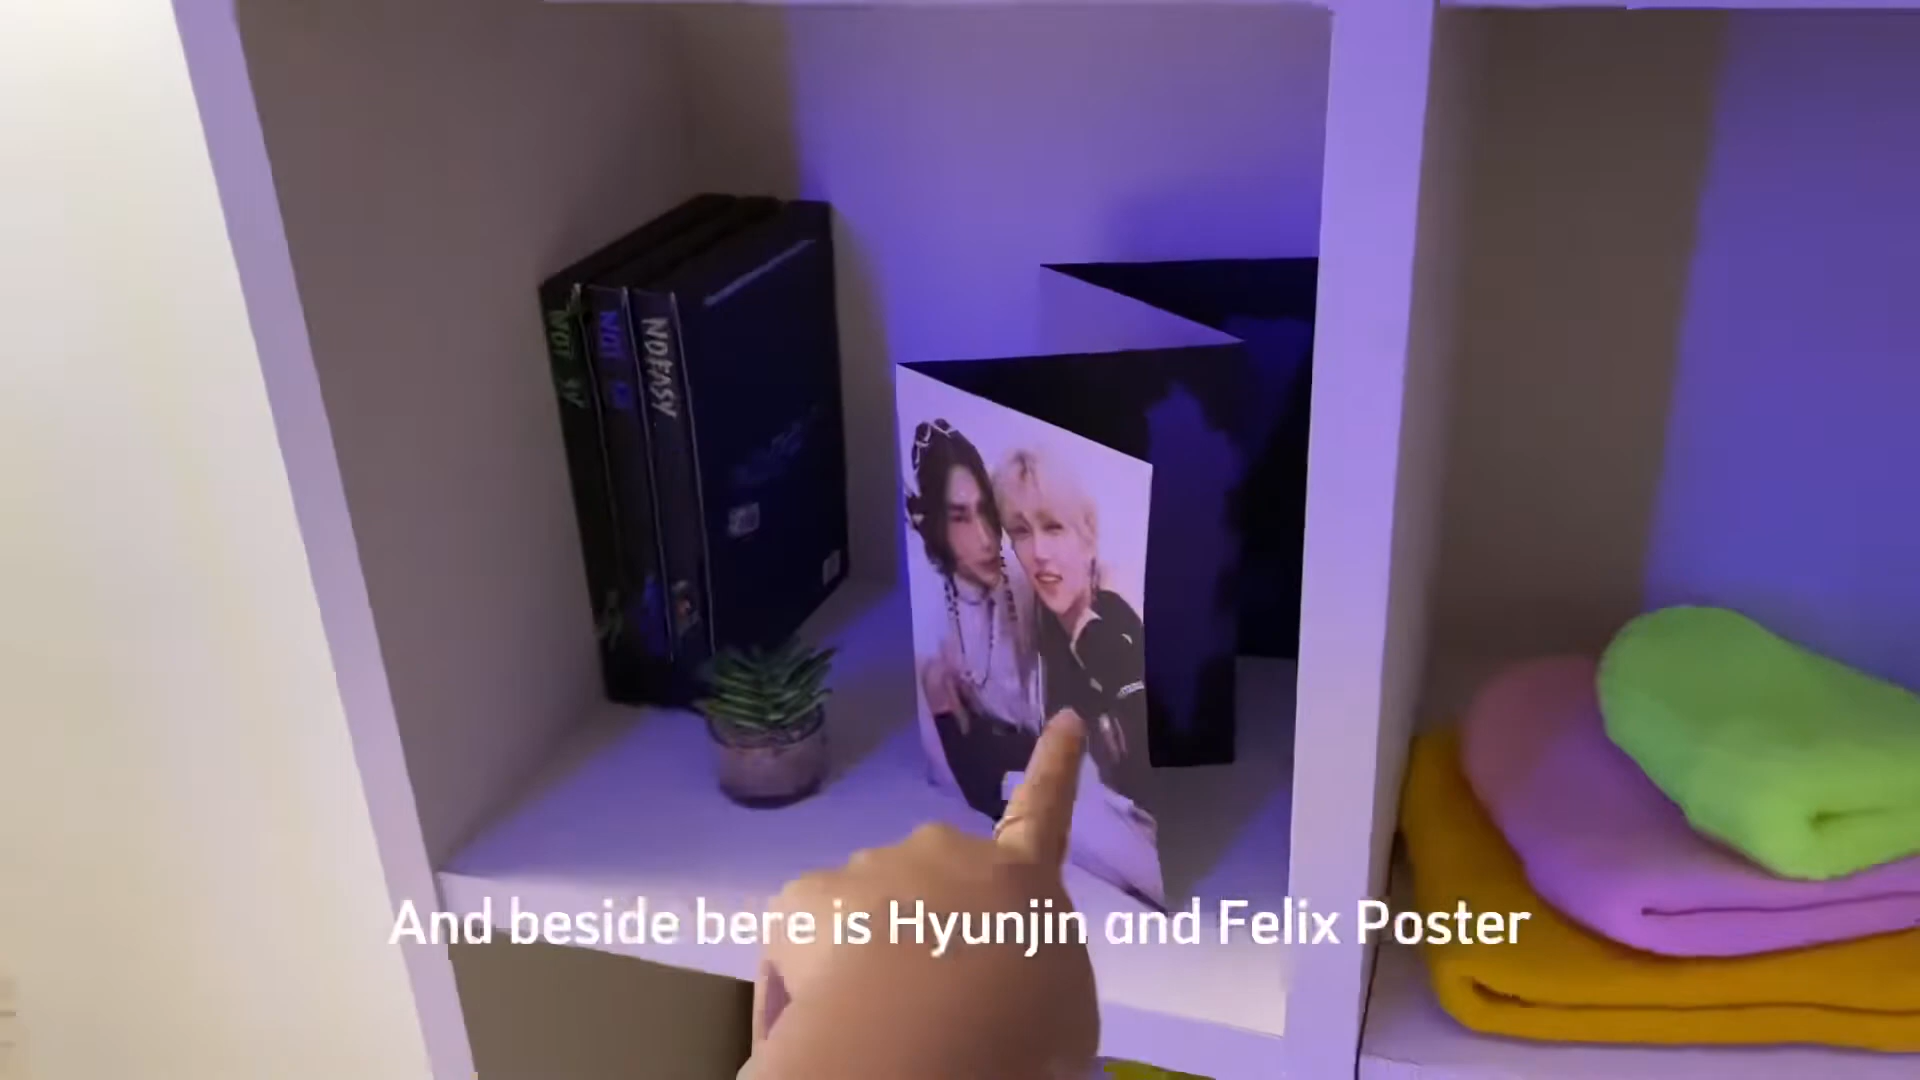 NOEASY
And beside bere is Hyunjin and Felix Poster